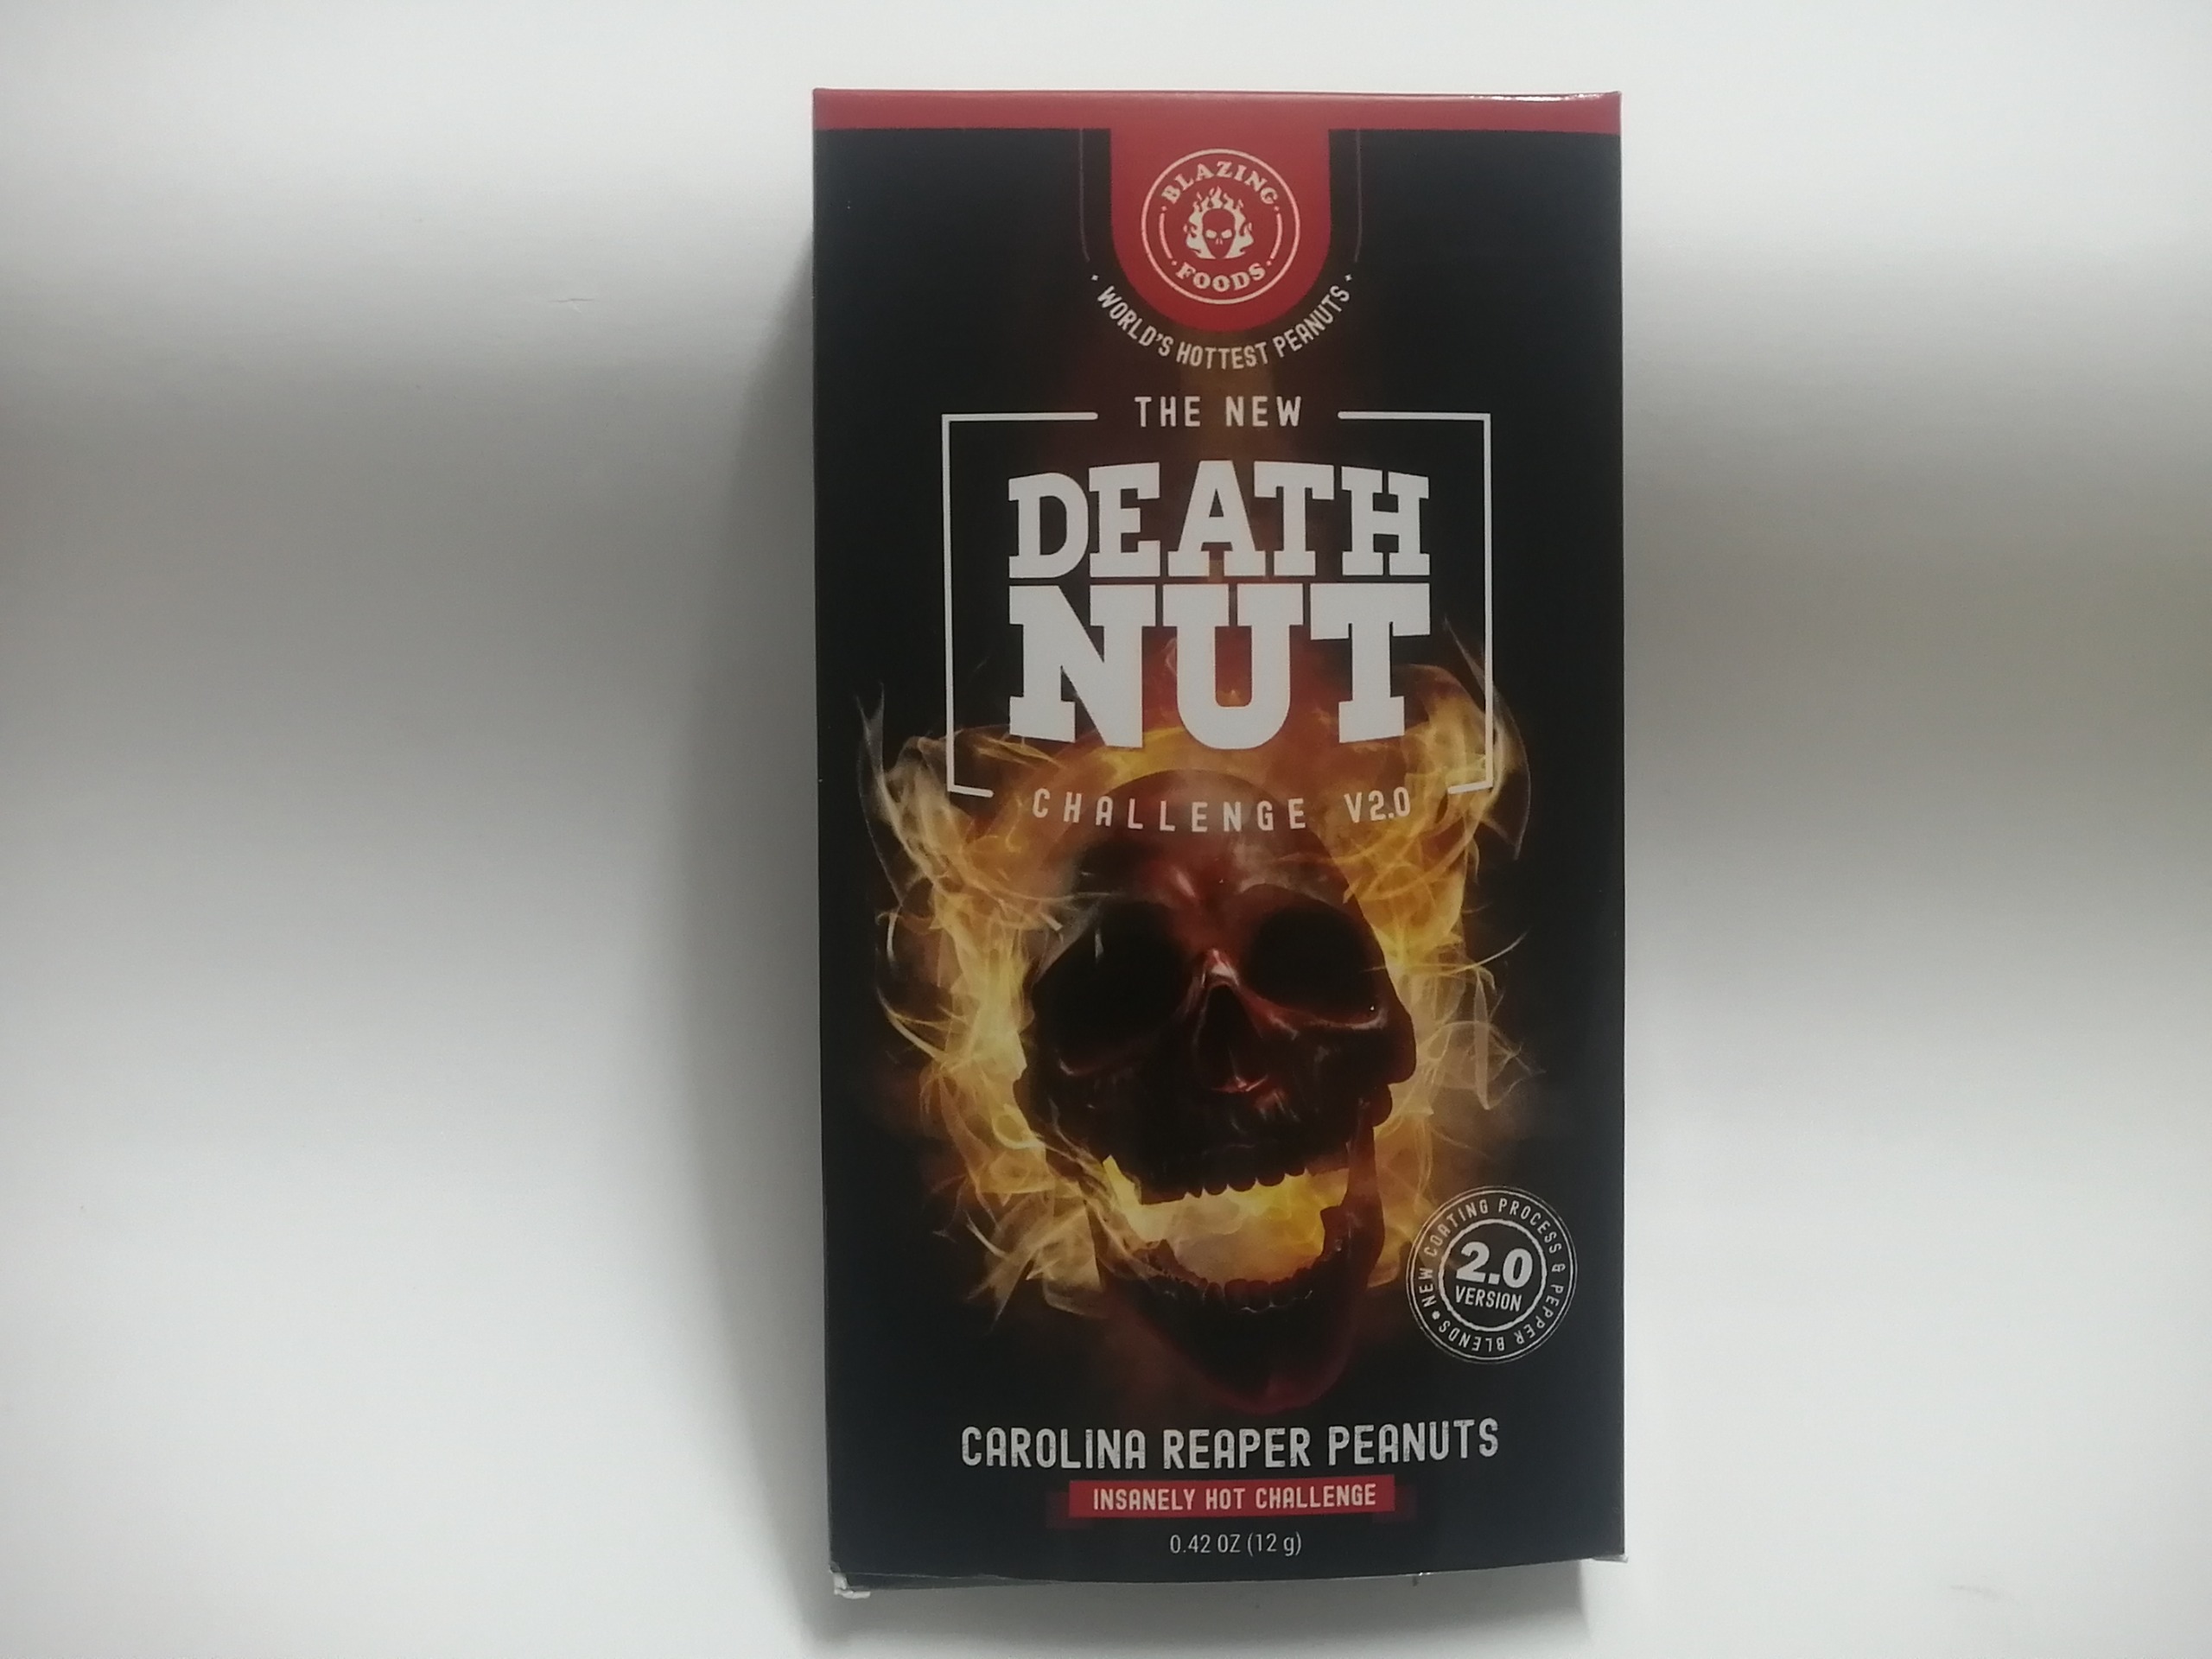 BLAZING
FOODS
WORLD'S HOTTEST PEANUTS
THE NEW
DEATH
NUT
CHALLENGE V2.0
NEW COATING PROCESS & PEPPER BLENDS
2.0
VERSION
CAROLINA REAPER PEANUTS
INSANELY HOT CHALLENGE
0.42 OZ (12 g)